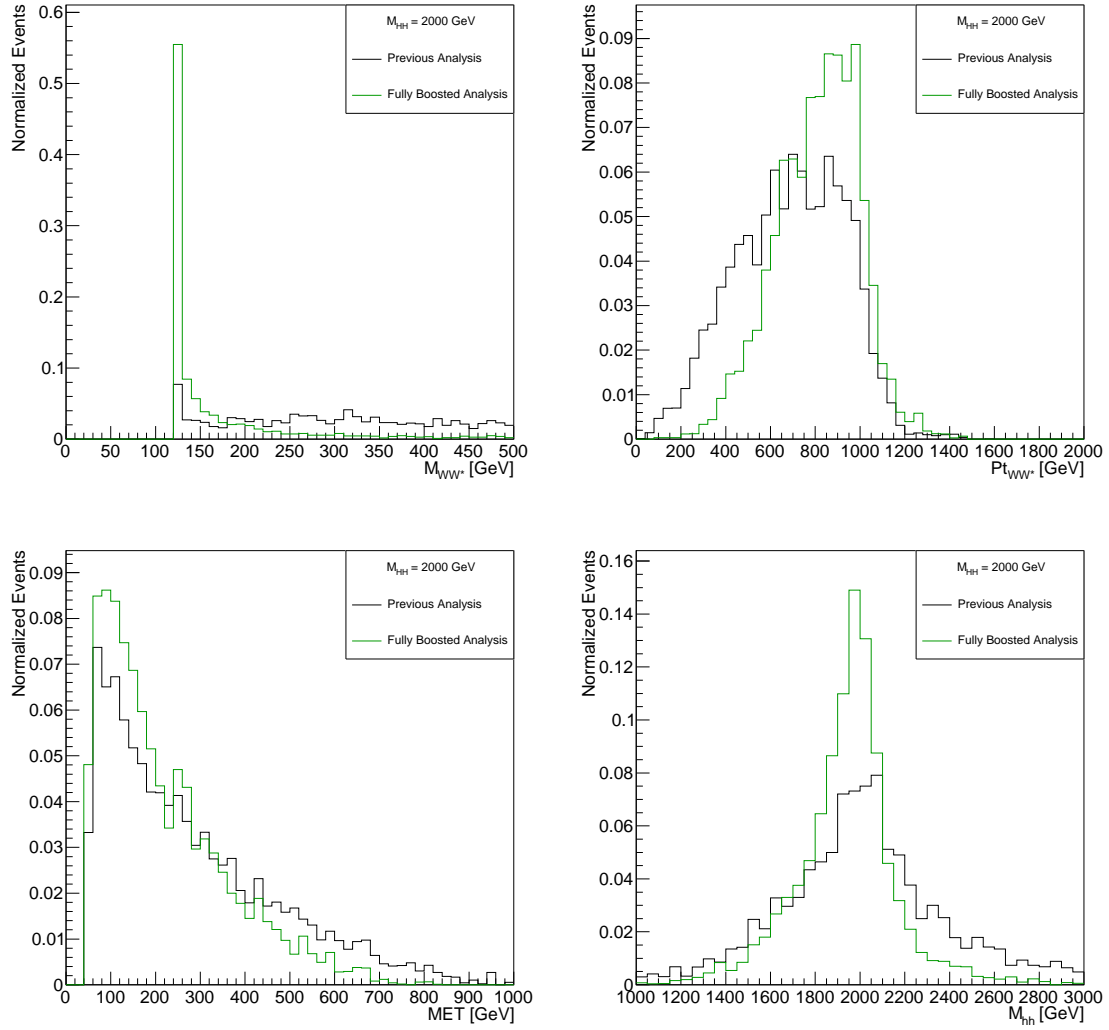 Normalized Events
0.6
0.5
0.4
0.3
0.2
0.1
0
M_HH = 2000 GeV
Previous Analysis
Fully Boosted Analysis
0 50 100 150 200 250 300 350 400 450 500
M_WW* [GeV]
Normalized Events
0.09
0.08
0.07
0.06
0.05
0.04
0.03
0.02
0.01
0
M_HH = 2000 GeV
Previous Analysis
Fully Boosted Analysis
0 200 400 600 800 1000 1200 1400 1600 1800 2000
Pt_WW* [GeV]
Normalized Events
0.09
0.08
0.07
0.06
0.05
0.04
0.03
0.02
0.01
0
M_HH = 2000 GeV
Previous Analysis
Fully Boosted Analysis
0 100 200 300 400 500 600 700 800 900 1000
MET [GeV]
Normalized Events
0.16
0.14
0.12
0.1
0.08
0.06
0.04
0.02
0
M_HH = 2000 GeV
Previous Analysis
Fully Boosted Analysis
1000 1200 1400 1600 1800 2000 2200 2400 2600 2800 3000
M_hh [GeV]